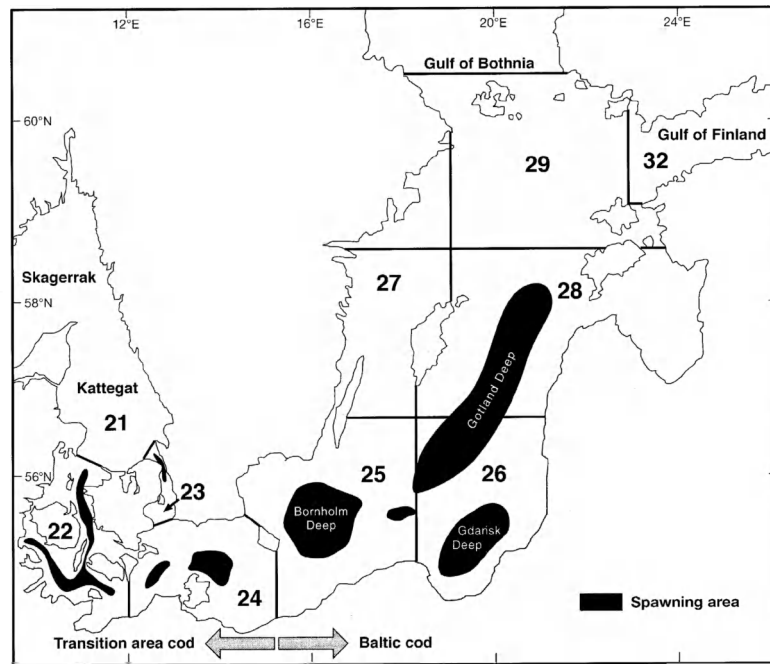 12°E
16°E
20°E
24°E
Gulf of Bothnia
60°N
Gulf of Finland
29
32
Skagerrak
27
28
58°N
Gotland Deep
Kattegat
21
56°N
25
26
23
22
Bornholm
Deep
Gdańsk
Deep
24
Spawning area
Transition area cod
Baltic cod